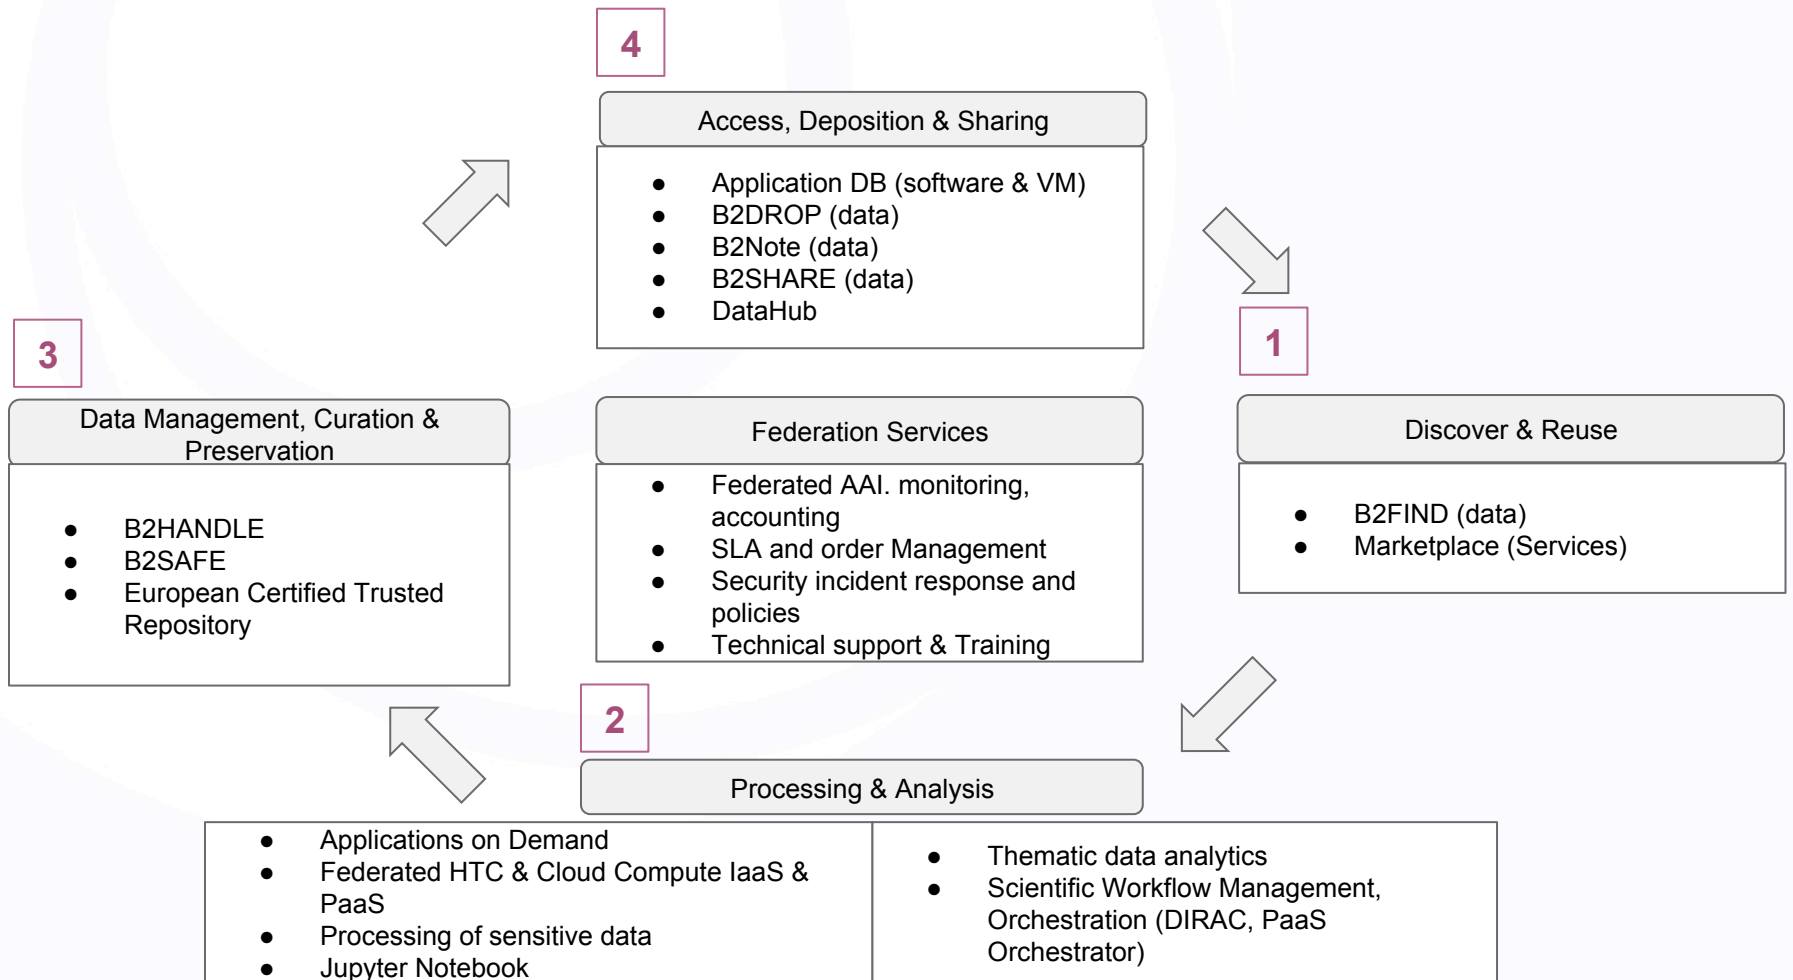 4
Access, Deposition & Sharing
● Application DB (software & VM)
● B2DROP (data)
● B2Note (data)
● B2SHARE (data)
● DataHub
3
Data Management, Curation &
Preservation
● B2HANDLE
● B2SAFE
● European Certified Trusted
Repository
Federation Services
● Federated AAI. monitoring,
accounting
● SLA and order Management
● Security incident response and
policies
● Technical support & Training
1
Discover & Reuse
● B2FIND (data)
● Marketplace (Services)
2
Processing & Analysis
● Applications on Demand
● Federated HTC & Cloud Compute IaaS &
PaaS
● Processing of sensitive data
● Jupyter Notebook
● Thematic data analytics
● Scientific Workflow Management,
Orchestration (DIRAC, PaaS
Orchestrator)